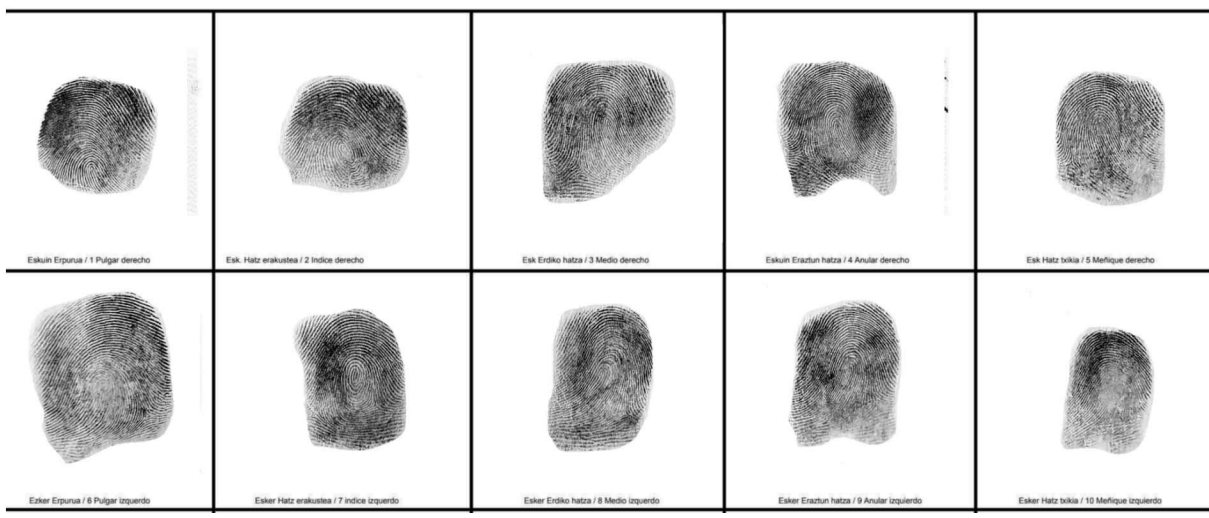 Eskuin Erpurua / 1 Pulgar derecho
Esk. Hatz erakustea / 2 Indice derecho
Esk Erdiko hatza / 3 Medio derecho
Eskuin Eraztun hatza / 4 Anular derecho
Esk Hatz txikia / 5 Meñique derecho
Ezker Erpurua / 6 Pulgar izquierdo
Esker Hatz erakustea / 7 indice izquierdo
Esker Erdiko hatza / 8 Medio izquierdo
Esker Eraztun hatza / 9 Anular izquierdo
Esker Hatz txikia / 10 Meñique izquierdo